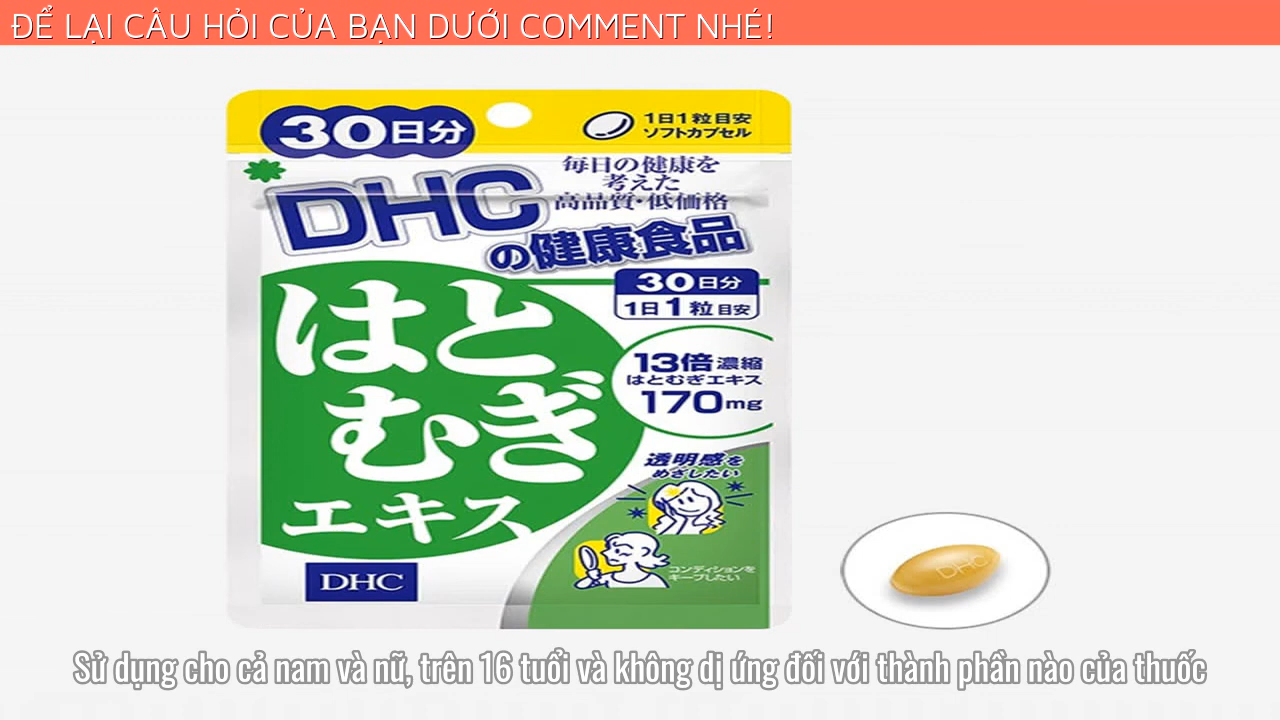 ĐỂ LẠI CÂU HỎI CỦA BẠN DƯỚI COMMENT NHÉ!
30日分
1日1粒目安
ソフトカプセル
毎日の健康を
考えた
高品質・低価格
DHC
の健康食品
30日分
1日1粒目安
はと
むぎ
エキス
13倍濃縮
はとむぎエキス
170mg
透明感を
めざしたい
コンディションを
キープしたい
DHC
DHC
Sử dụng cho cả nam và nữ, trên 16 tuổi và không dị ứng đối với thành phần nào của thuốc